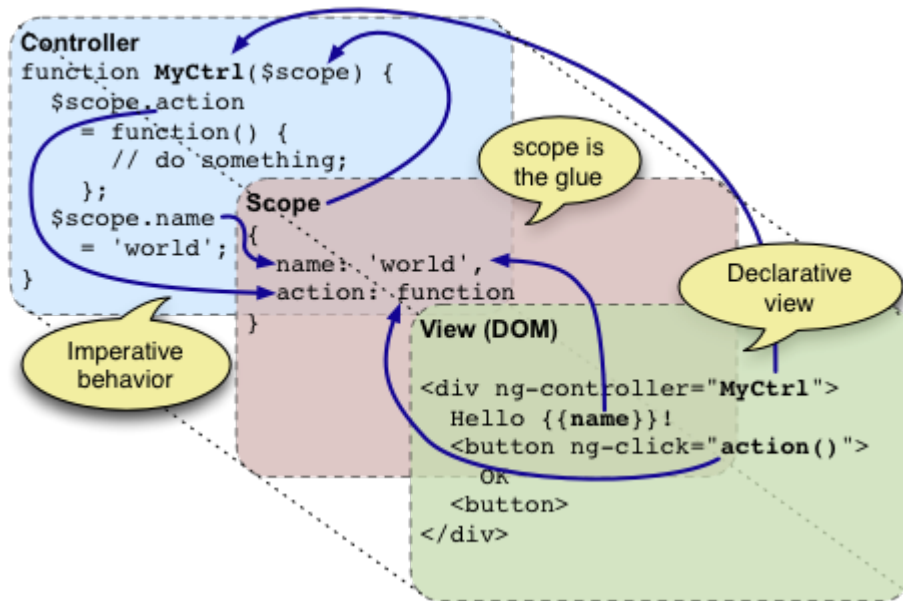 Controller
function MyCtrl($scope) {
$scope.action
= function() {
// do something;
};
$scope.name
= 'world';
}
scope is
the glue
Scope
{
name: 'world',
action: function
}
Imperative
behavior
Declarative
view
View (DOM)
<div ng-controller="MyCtrl">
Hello {{name}}!
<button ng-click="action()">
OK
<button>
</div>